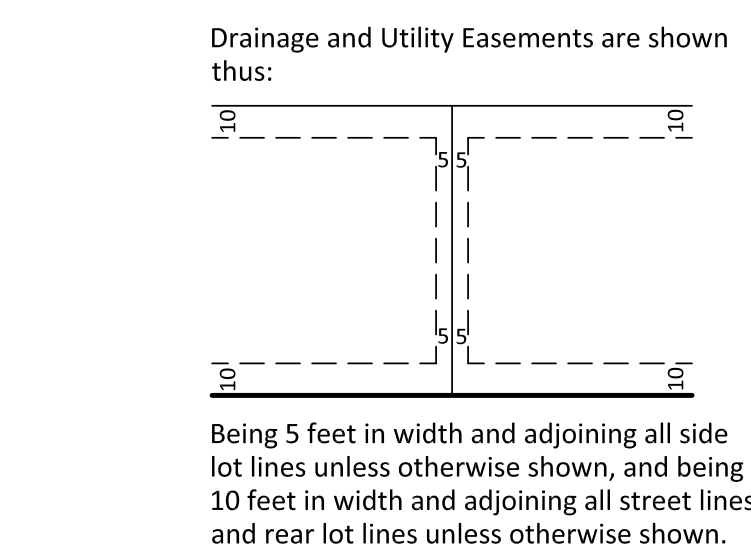 Drainage and Utility Easements are shown
thus:
10 10
5 5
5 5
10 10
Being 5 feet in width and adjoining all side
lot lines unless otherwise shown, and being
10 feet in width and adjoining all street lines
and rear lot lines unless otherwise shown.